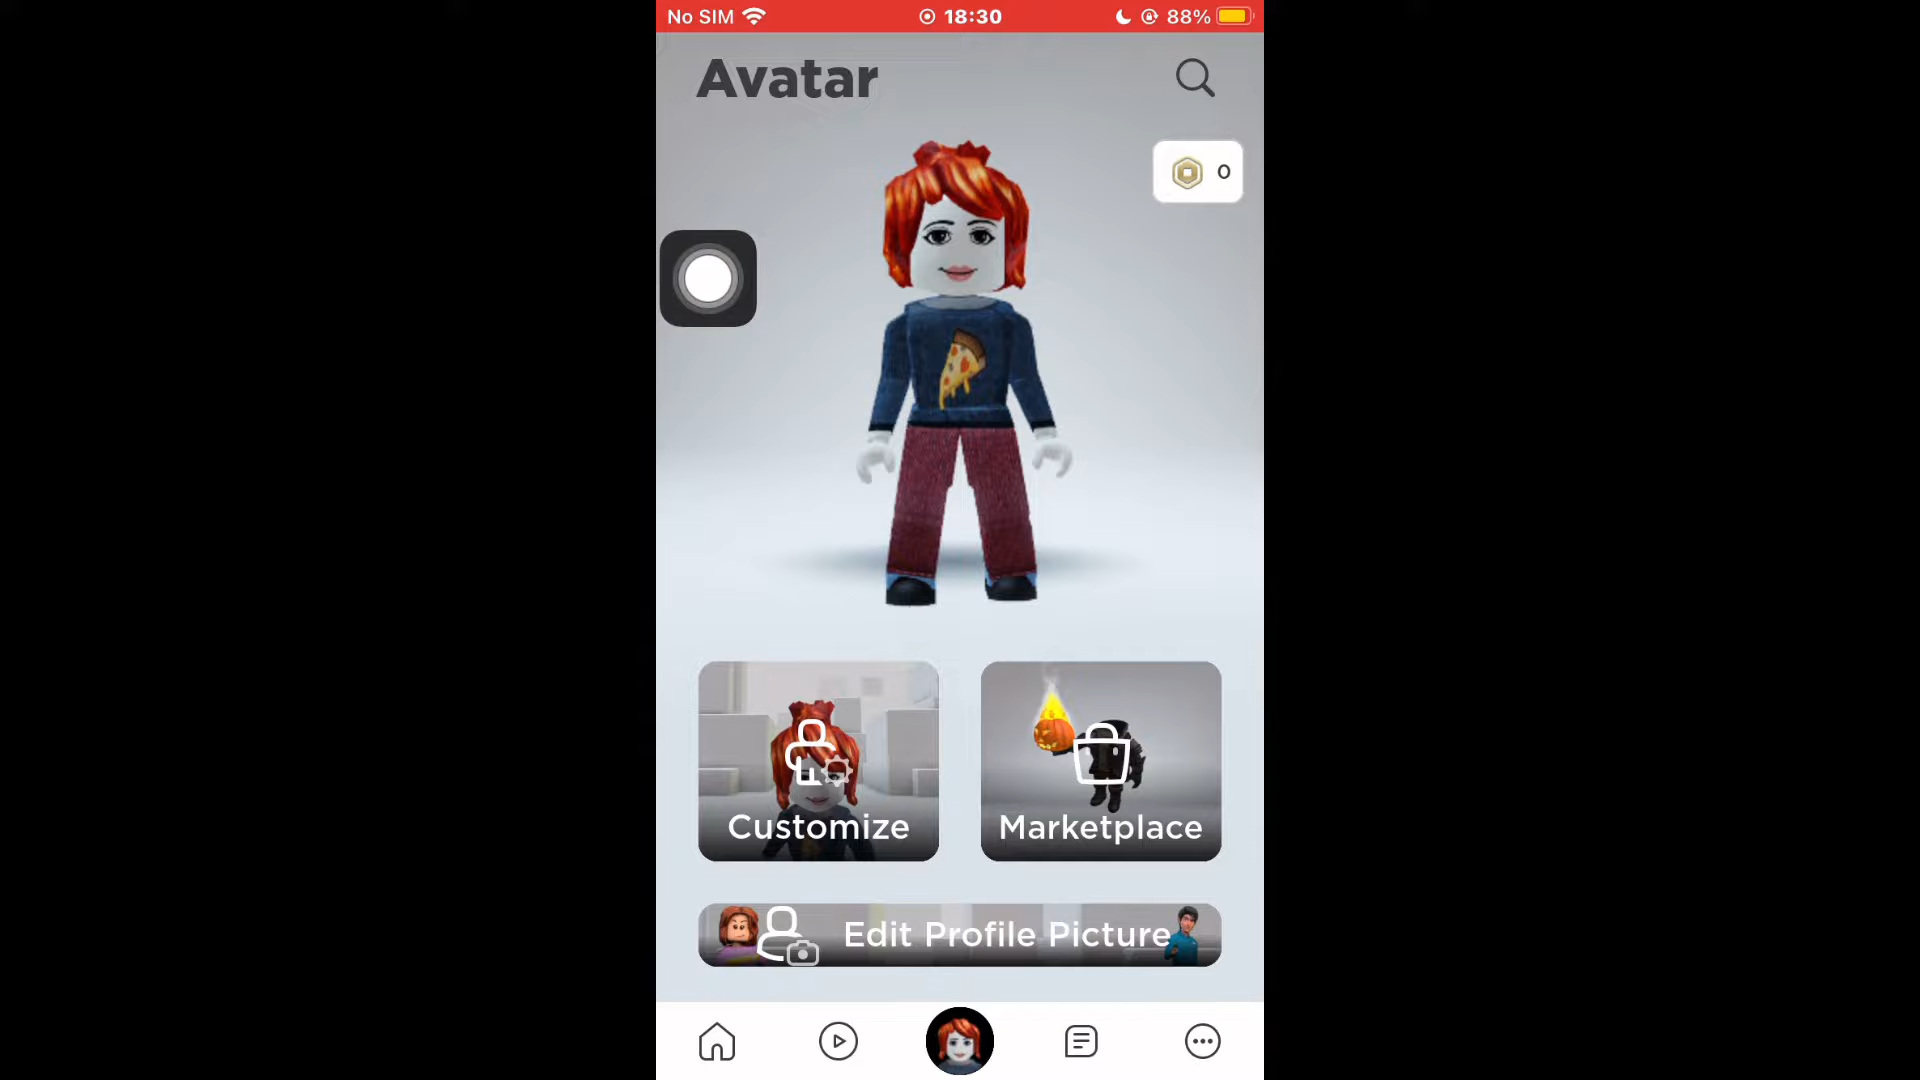 No SIM 18:30 88%
Avatar
0
Customize
Marketplace
Edit Profile Picture